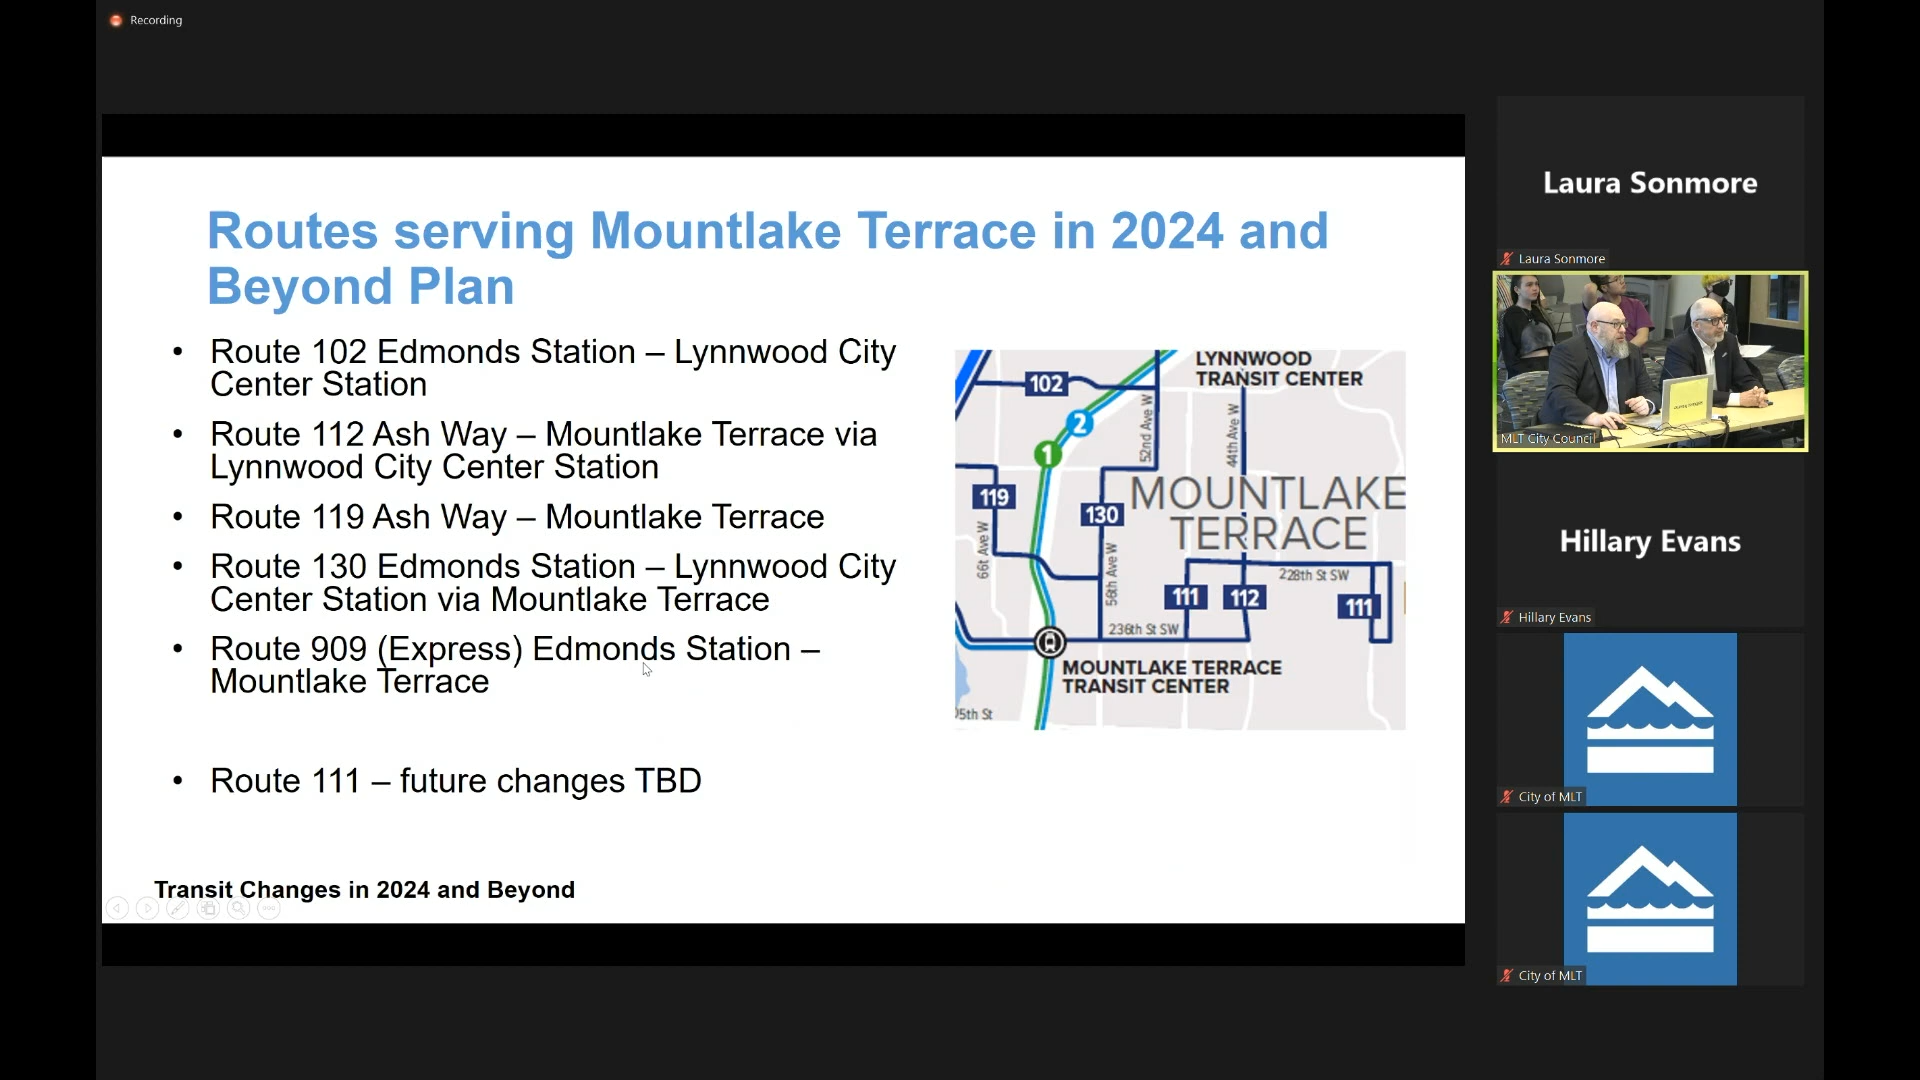 Recording
Routes serving Mountlake Terrace in 2024 and
Beyond Plan
• Route 102 Edmonds Station – Lynnwood City
Center Station
• Route 112 Ash Way – Mountlake Terrace via
Lynnwood City Center Station
• Route 119 Ash Way – Mountlake Terrace
• Route 130 Edmonds Station – Lynnwood City
Center Station via Mountlake Terrace
• Route 909 (Express) Edmonds Station –
Mountlake Terrace
• Route 111 – future changes TBD
Transit Changes in 2024 and Beyond
LYNNWOOD
TRANSIT CENTER
102
2
1
52nd Ave W
44th Ave W
119
130
MOUNTLAKE
TERRACE
66t Ave W
56th Ave W
228th St SW
111
112
111
236th St SW
MOUNTLAKE TERRACE
TRANSIT CENTER
5th St
Laura Sonmore
Laura Sonmore
MLT City Council
Hillary Evans
Hillary Evans
City of MLT
City of MLT